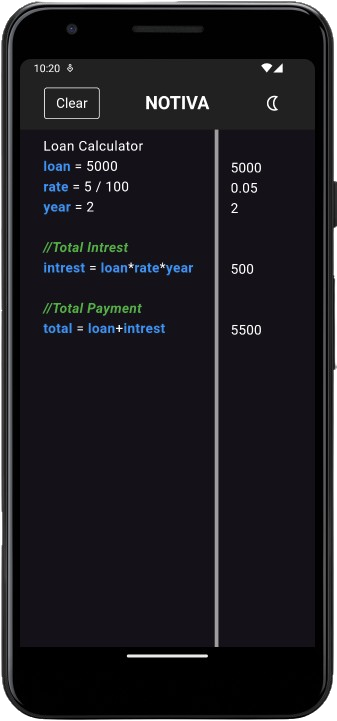 10:20
Clear NOTIVA
Loan Calculator
loan = 5000 5000
rate = 5 / 100 0.05
year = 2 2
//Total Intrest
intrest = loan*rate*year 500
//Total Payment
total = loan+intrest 5500